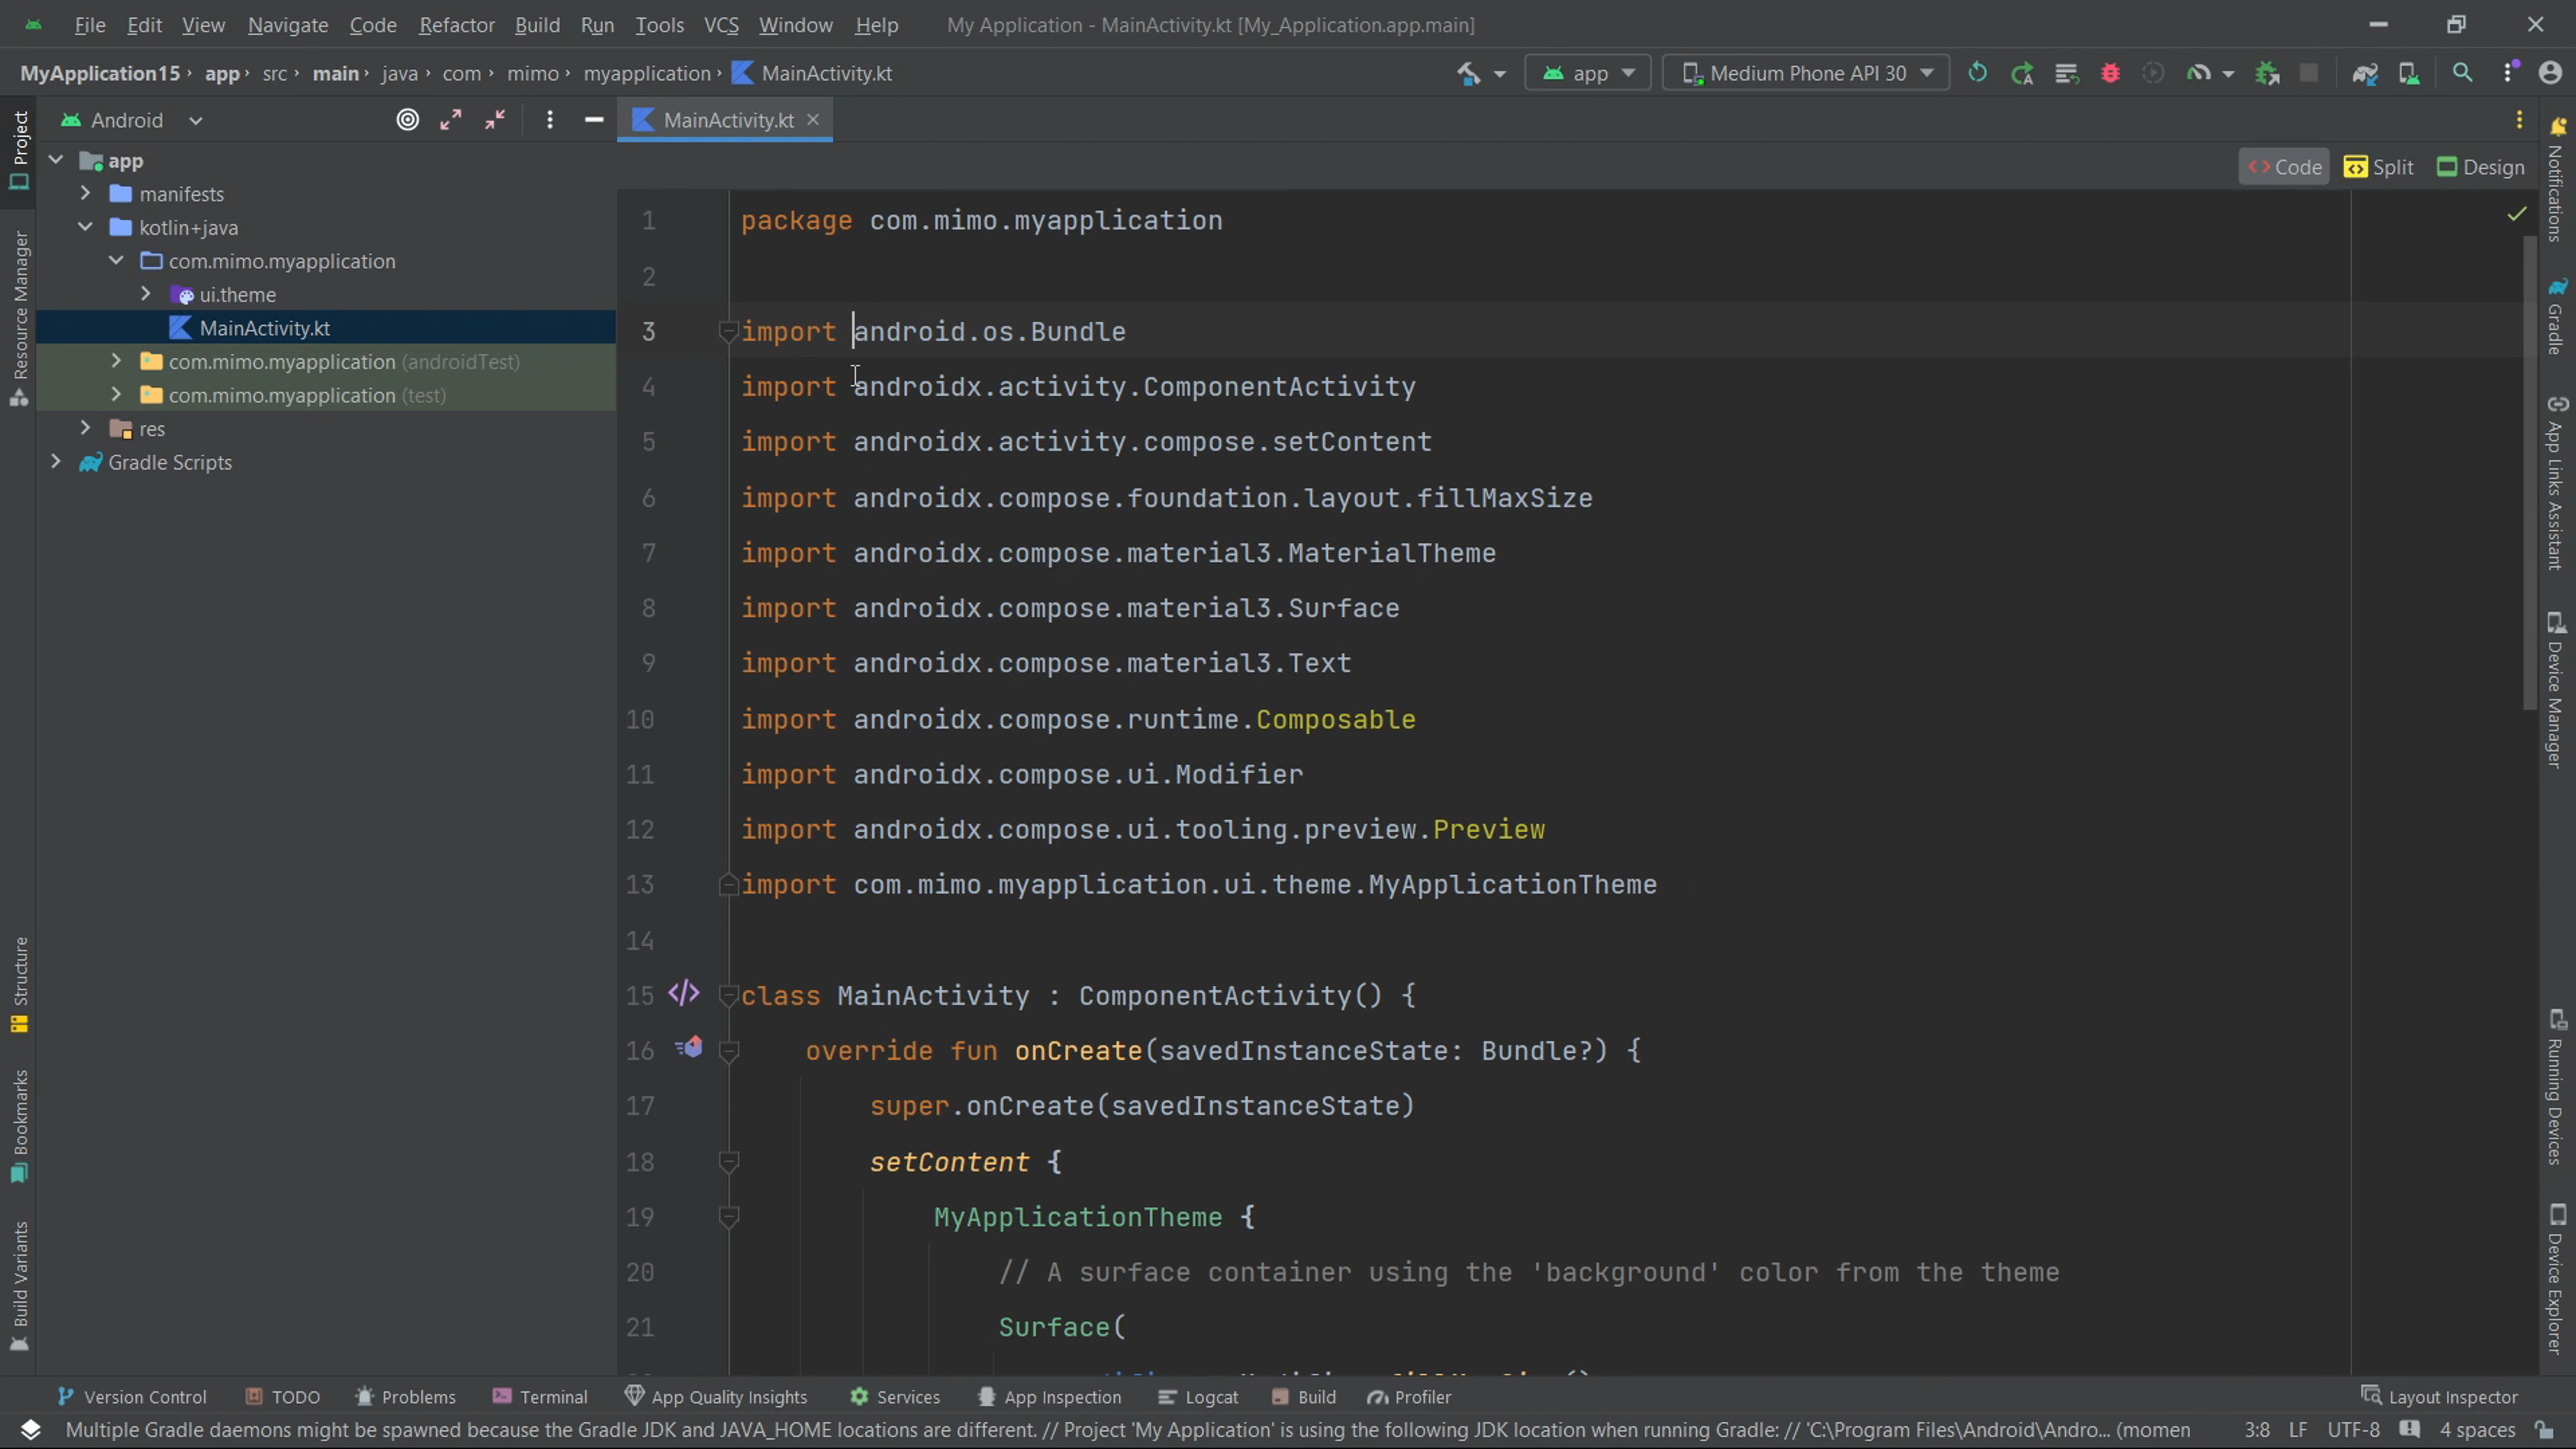 File Edit View Navigate Code Refactor Build Run Tools VCS Window Help My Application - MainActivity.kt [My_Application.app.main]
MyApplication15 app src main java com mimo myapplication MainActivity.kt app Medium Phone API 30
Android
MainActivity.kt
Code Split Design
app
manifests
kotlin+java
com.mimo.myapplication
ui.theme
MainActivity.kt
com.mimo.myapplication (androidTest)
com.mimo.myapplication (test)
res
Gradle Scripts
1 package com.mimo.myapplication
2
3 import android.os.Bundle
4 import androidx.activity.ComponentActivity
5 import androidx.activity.compose.setContent
6 import androidx.compose.foundation.layout.fillMaxSize
7 import androidx.compose.material3.MaterialTheme
8 import androidx.compose.material3.Surface
9 import androidx.compose.material3.Text
10 import androidx.compose.runtime.Composable
11 import androidx.compose.ui.Modifier
12 import androidx.compose.ui.tooling.preview.Preview
13 import com.mimo.myapplication.ui.theme.MyApplicationTheme
14
15 class MainActivity : ComponentActivity() {
16 override fun onCreate(savedInstanceState: Bundle?) {
17 super.onCreate(savedInstanceState)
18 setContent {
19 MyApplicationTheme {
20 // A surface container using the 'background' color from the theme
21 Surface(
Project
Resource Manager
Structure
Bookmarks
Build Variants
Notifications
Gradle
App Links Assistant
Device Manager
Running Devices
Device Explorer
Version Control TODO Problems Terminal App Quality Insights Services App Inspection Logcat Build Profiler Layout Inspector
Multiple Gradle daemons might be spawned because the Gradle JDK and JAVA_HOME locations are different. // Project 'My Application' is using the following JDK location when running Gradle: // 'C:\Program Files\Android\Andro... (momen 3:8 LF UTF-8 4 spaces